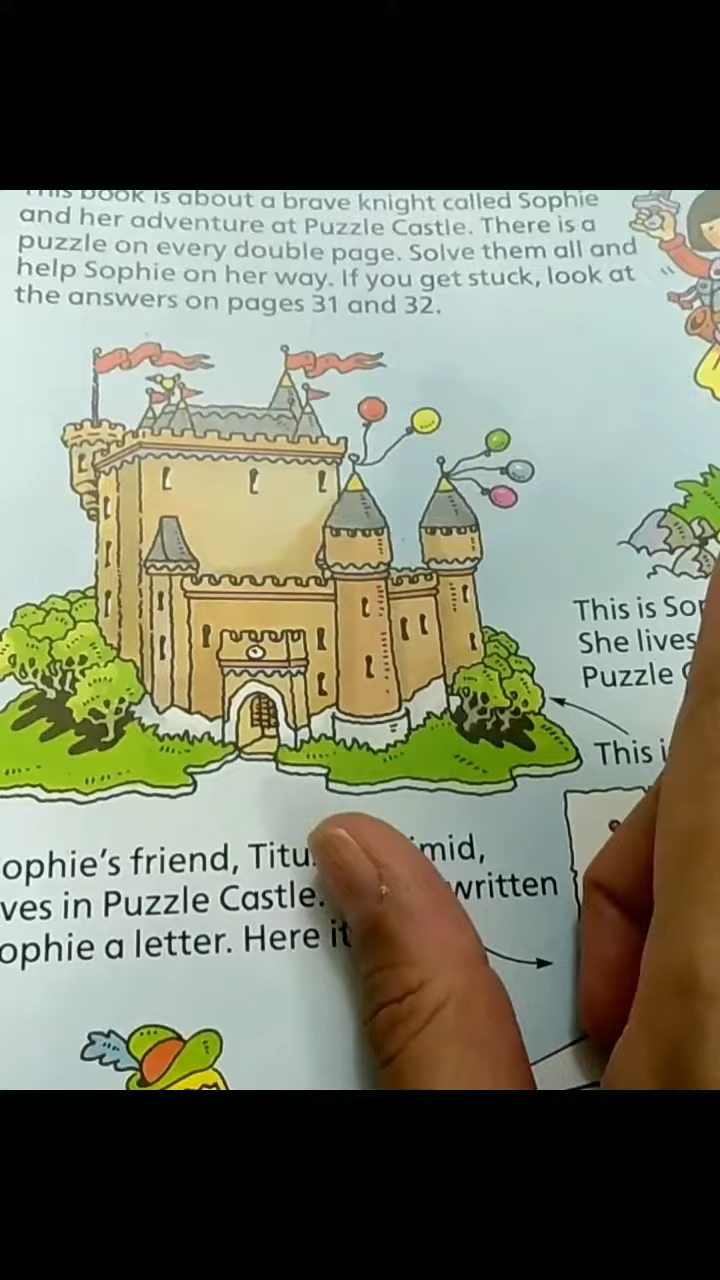 This book is about a brave knight called Sophie
and her adventure at Puzzle Castle. There is a
puzzle on every double page. Solve them all and
help Sophie on her way. If you get stuck, look at
the answers on pages 31 and 32.
This is
She lives
Puzzle
This
ophie's friend, Titu
mid,
ves in Puzzle Castle.
written
ophie a letter. Here it